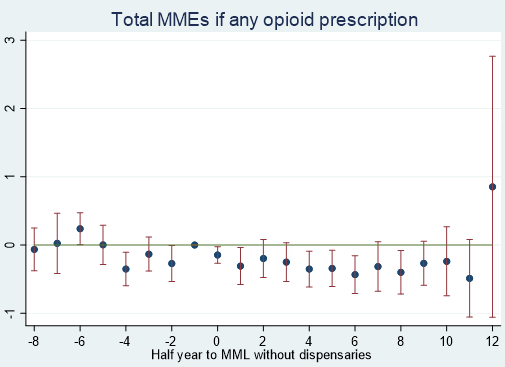 Total MMEs if any opioid prescription
3
2
1
0
-1
-8 -6 -4 -2 0 2 4 6 8 10 12
Half year to MML without dispensaries